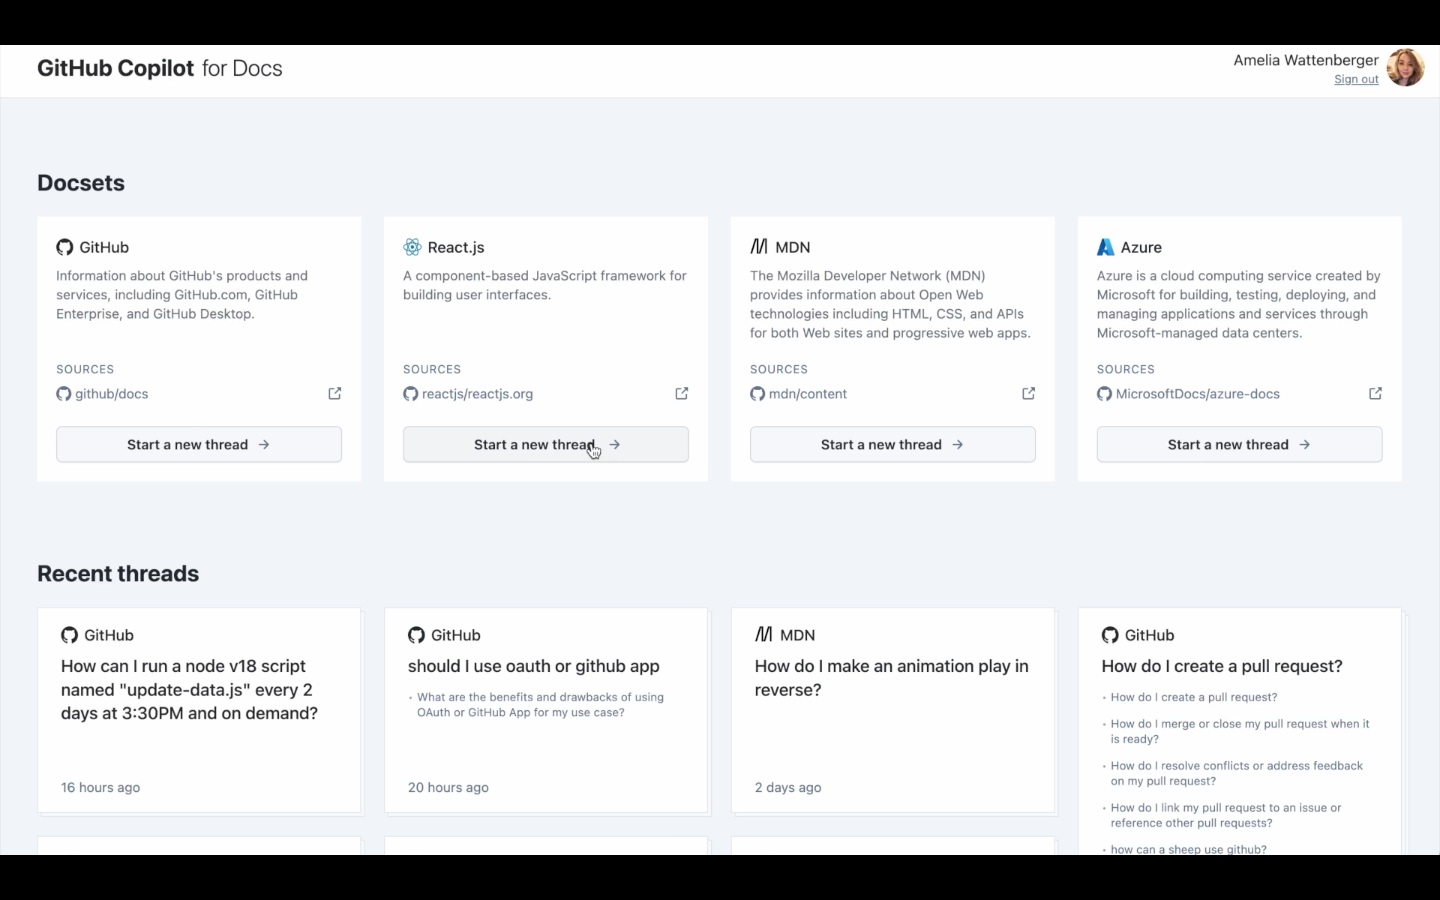 GitHub Copilot for Docs
Amelia Wattenberger
Sign out
Docsets
GitHub
Information about GitHub's products and
services, including GitHub.com, GitHub
Enterprise, and GitHub Desktop.
SOURCES
github/docs
Start a new thread →
React.js
A component-based JavaScript framework for
building user interfaces.
SOURCES
reactjs/reactjs.org
Start a new thread →
MDN
The Mozilla Developer Network (MDN)
provides information about Open Web
technologies including HTML, CSS, and APIs
for both Web sites and progressive web apps.
SOURCES
mdn/content
Start a new thread →
Azure
Azure is a cloud computing service created by
Microsoft for building, testing, deploying, and
managing applications and services through
Microsoft-managed data centers.
SOURCES
MicrosoftDocs/azure-docs
Start a new thread →
Recent threads
GitHub
How can I run a node v18 script
named "update-data.js" every 2
days at 3:30PM and on demand?
16 hours ago
GitHub
should I use oauth or github app
• What are the benefits and drawbacks of using
OAuth or GitHub App for my use case?
20 hours ago
MDN
How do I make an animation play in
reverse?
2 days ago
GitHub
How do I create a pull request?
• How do I create a pull request?
• How do I merge or close my pull request when it
is ready?
• How do I resolve conflicts or address feedback
on my pull request?
• How do I link my pull request to an issue or
reference other pull requests?
• how can a sheep use github?